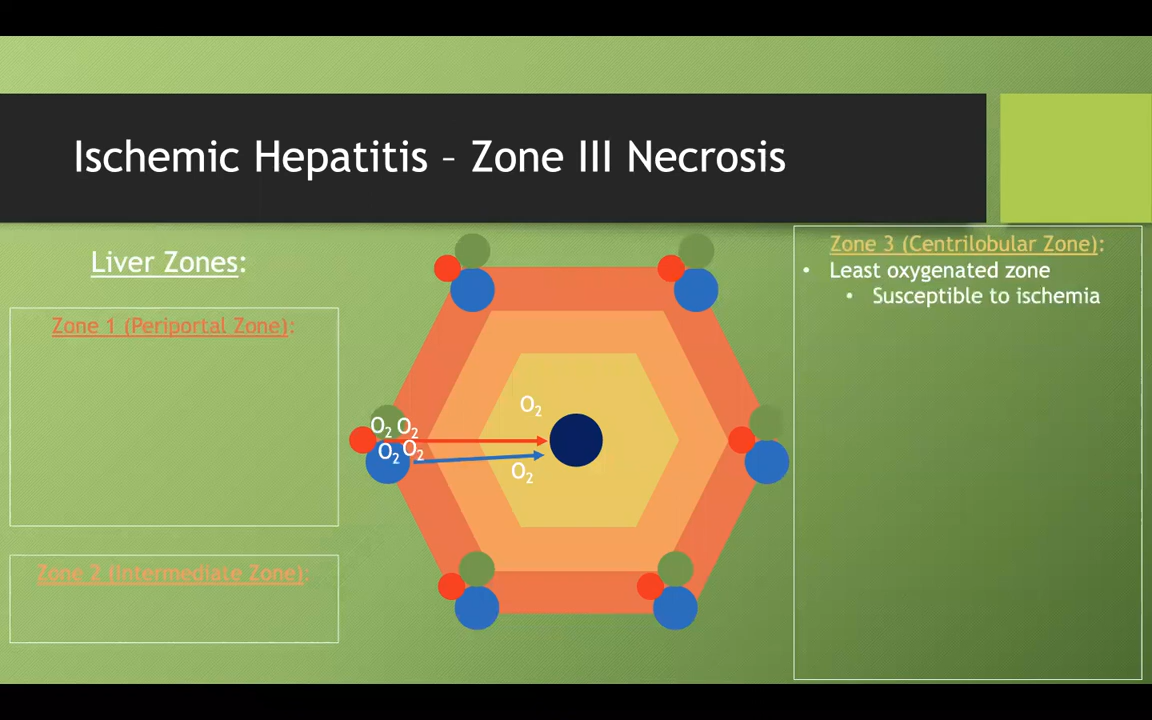 Ischemic Hepatitis – Zone III Necrosis
Liver Zones:
Zone 1 (Periportal Zone):
Zone 2 (Intermediate Zone):
O₂
O₂ O₂
O₂ O₂
O₂
Zone 3 (Centrilobular Zone):
• Least oxygenated zone
• Susceptible to ischemia